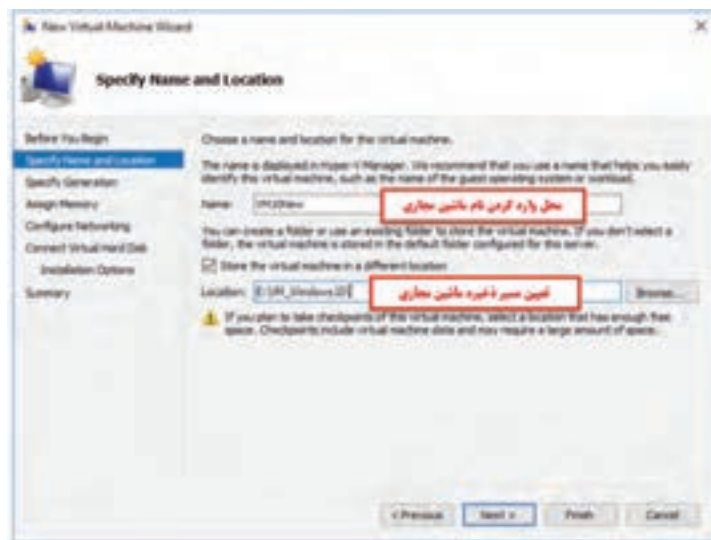 New Virtual Machine Wizard
Specify Name and Location
Before You Begin
Specify Name and Location
Specify Generation
Assign Memory
Configure Networking
Connect Virtual Hard Disk
Installation Options
Summary
Choose a name and location for the virtual machine.
The name is displayed in Hyper-V Manager. We recommend that you use a name that helps you easily
identify this virtual machine, such as the name of the guest operating system or workload.
Name:
محل وارد کردن نام ماشین مجازی
You can create a folder or use an existing folder to store the virtual machine. If you don't select a
folder, the virtual machine is stored in the default folder configured for this server.
Store the virtual machine in a different location
Location: E:\VM_Windows10\
تعیین مسیر ذخیره ماشین مجازی
Browse...
If you plan to take checkpoints of this virtual machine, select a location that has enough free
space. Checkpoints include virtual machine data and may require a large amount of space.
< Previous
Next >
Finish
Cancel